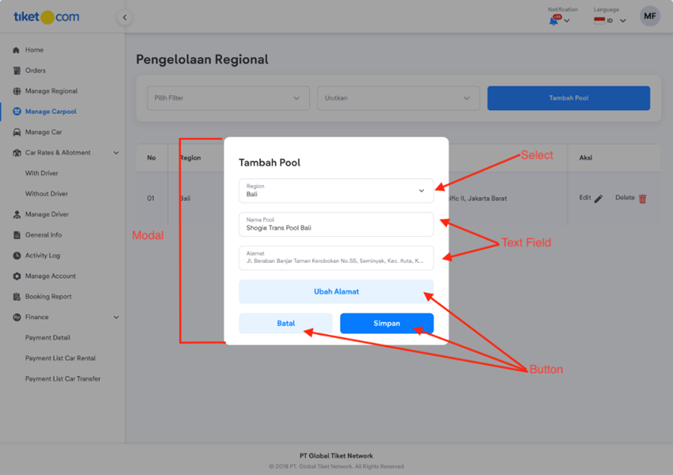 tiket.com
Notification
Language
ID
MF
Home
Orders
Manage Regional
Manage Carpool
Manage Car
Car Rates & Allotment
With Driver
Without Driver
Manage Driver
General Info
Activity Log
Manage Account
Booking Report
Finance
Payment Detail
Payment List Car Rental
Payment List Car Transfer
Pengelolaan Regional
Pilih Filter
Urutkan
Tambah Pool
No
Region
Aksi
01
Bali
Jakarta Barat
Edit
Delete
Tambah Pool
Region
Bali
Nama Pool
Shogie Trans Pool Bali
Alamat
Jl. Beraban Banjar Taman Kerobokan No.55, Seminyak, Kec. Kuta, K...
Ubah Alamat
Batal
Simpan
Modal
Select
Text Field
Button
PT Global Tiket Network
© 2018 PT. Global Tiket Network. All Rights Reserved